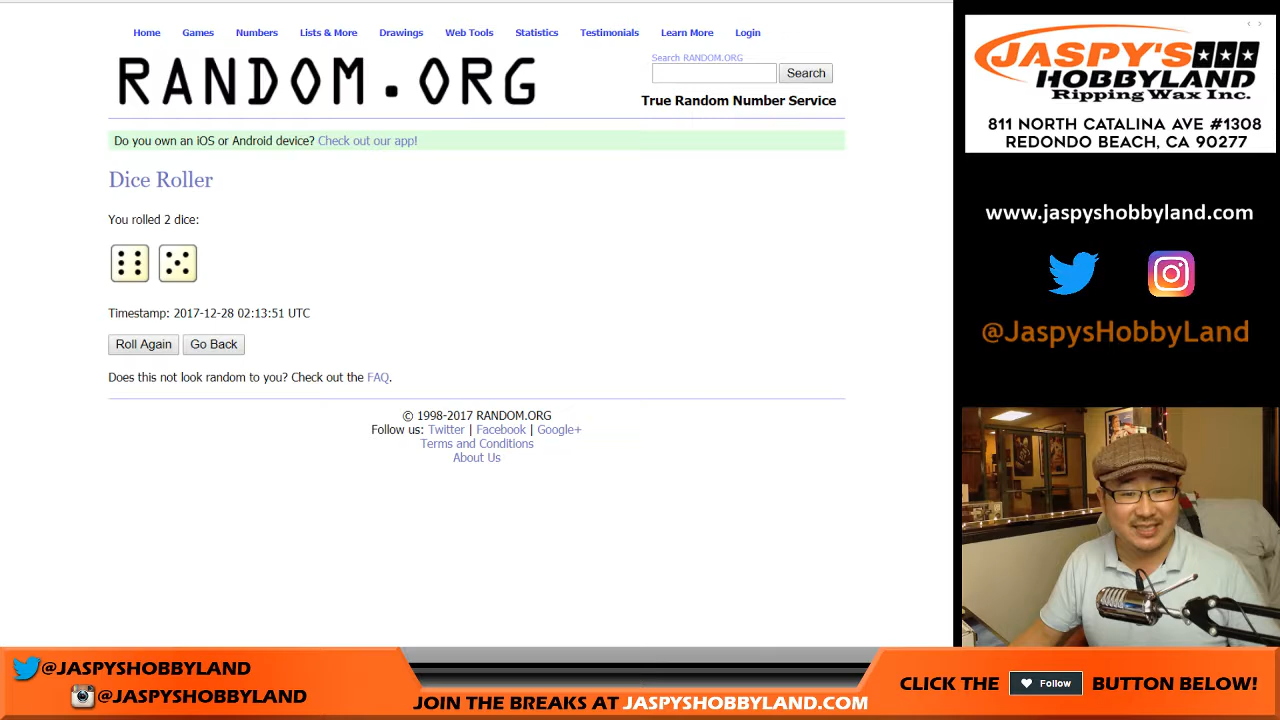 Home Games Numbers Lists & More Drawings Web Tools Statistics Testimonials Learn More Login
RANDOM.ORG
Search RANDOM.ORG
Search
True Random Number Service
Do you own an iOS or Android device? Check out our app!
Dice Roller
You rolled 2 dice:
Timestamp: 2017-12-28 02:13:51 UTC
Roll Again Go Back
Does this not look random to you? Check out the FAQ.
© 1998-2017 RANDOM.ORG
Follow us: Twitter | Facebook | Google+
Terms and Conditions
About Us
JASPY'S
HOBBYLAND
Ripping Wax Inc.
811 NORTH CATALINA AVE #1308
REDONDO BEACH, CA 90277
www.jaspyshobbyland.com
@JaspysHobbyLand
@JASPYSHOBBYLAND
@JASPYSHOBBYLAND
JOIN THE BREAKS AT JASPYSHOBBYLAND.COM
CLICK THE Follow BUTTON BELOW!